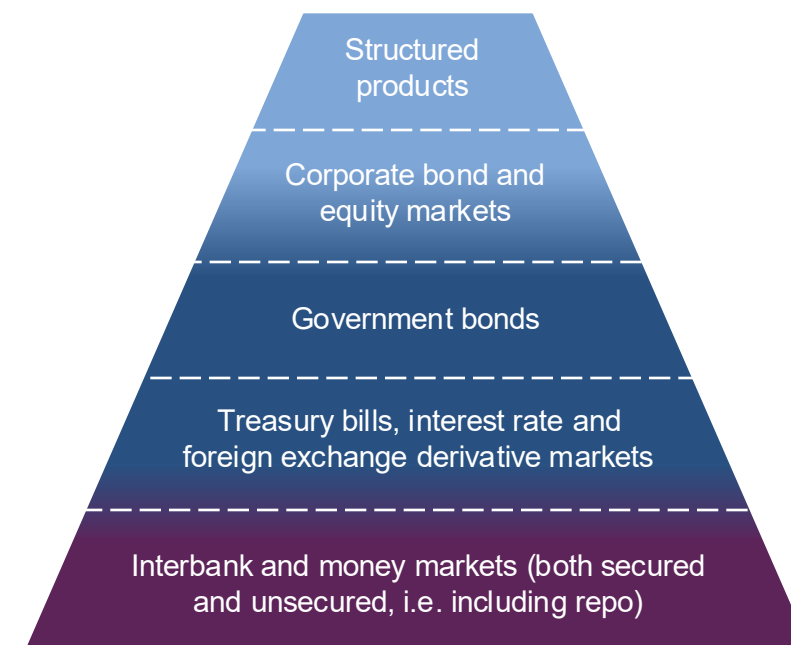 Structured
products
Corporate bond and
equity markets
Government bonds
Treasury bills, interest rate and
foreign exchange derivative markets
Interbank and money markets (both secured
and unsecured, i.e. including repo)